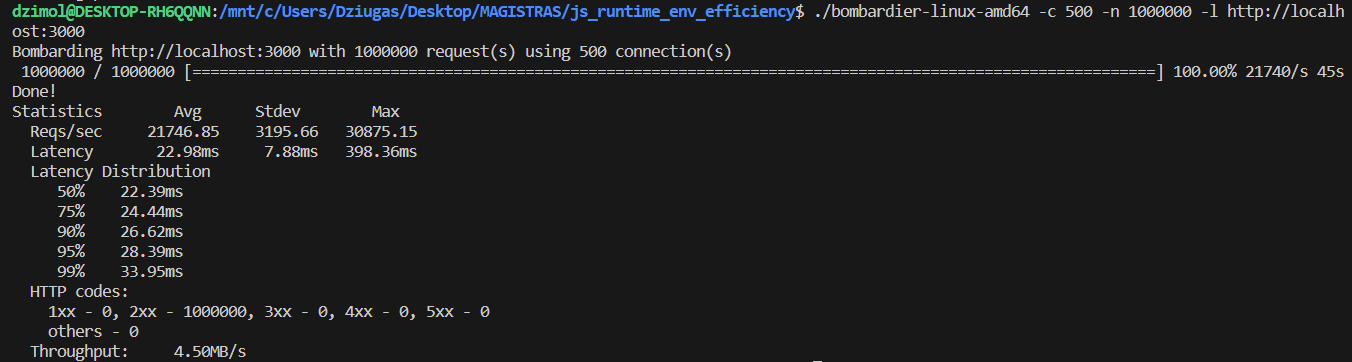 dzimol@DESKTOP-RH6QQNN:/mnt/c/Users/Dziugas/Desktop/MAGISTRAS/js_runtime_env_efficiency$ ./bombardier-linux-amd64 -c 500 -n 1000000 -l http://localh
ost:3000
Bombarding http://localhost:3000 with 1000000 request(s) using 500 connection(s)
 1000000 / 1000000 [==========================================================================================================] 100.00% 21740/s 45s
Done!
Statistics        Avg      Stdev        Max
  Reqs/sec     21746.85    3195.66   30875.15
  Latency       22.98ms     7.88ms   398.36ms
  Latency Distribution
     50%    22.39ms
     75%    24.44ms
     90%    26.62ms
     95%    28.39ms
     99%    33.95ms
  HTTP codes:
    1xx - 0, 2xx - 1000000, 3xx - 0, 4xx - 0, 5xx - 0
    others - 0
  Throughput:     4.50MB/s